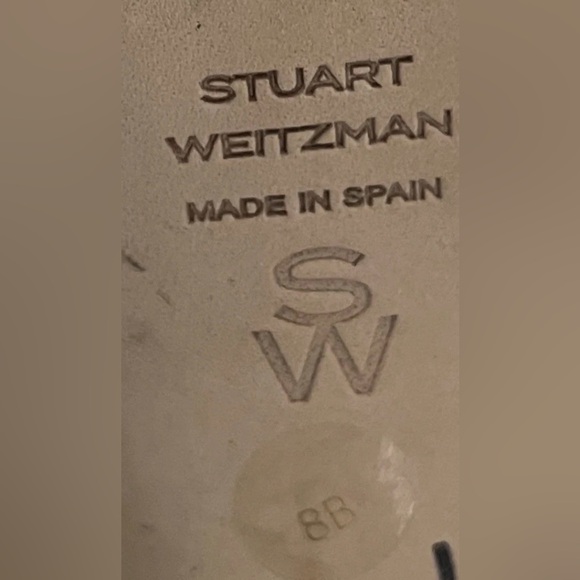 STUART
WEITZMAN
MADE IN SPAIN
S
W
8B